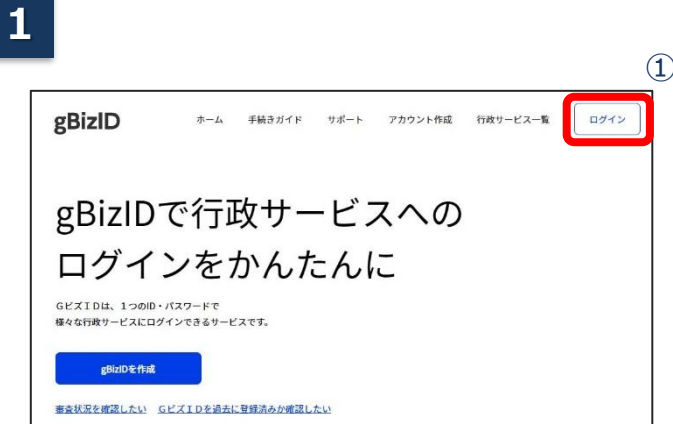 1
①
gBizID ホーム 手続きガイド サポート アカウント作成 行政サービス一覧 ログイン
gBizIDで行政サービスへの
ログインをかんたんに
GビズIDは、1つのID・パスワードで
様々な行政サービスにログインできるサービスです。
gBizIDを作成
審査状況を確認したい GビズIDを過去に登録済みか確認したい